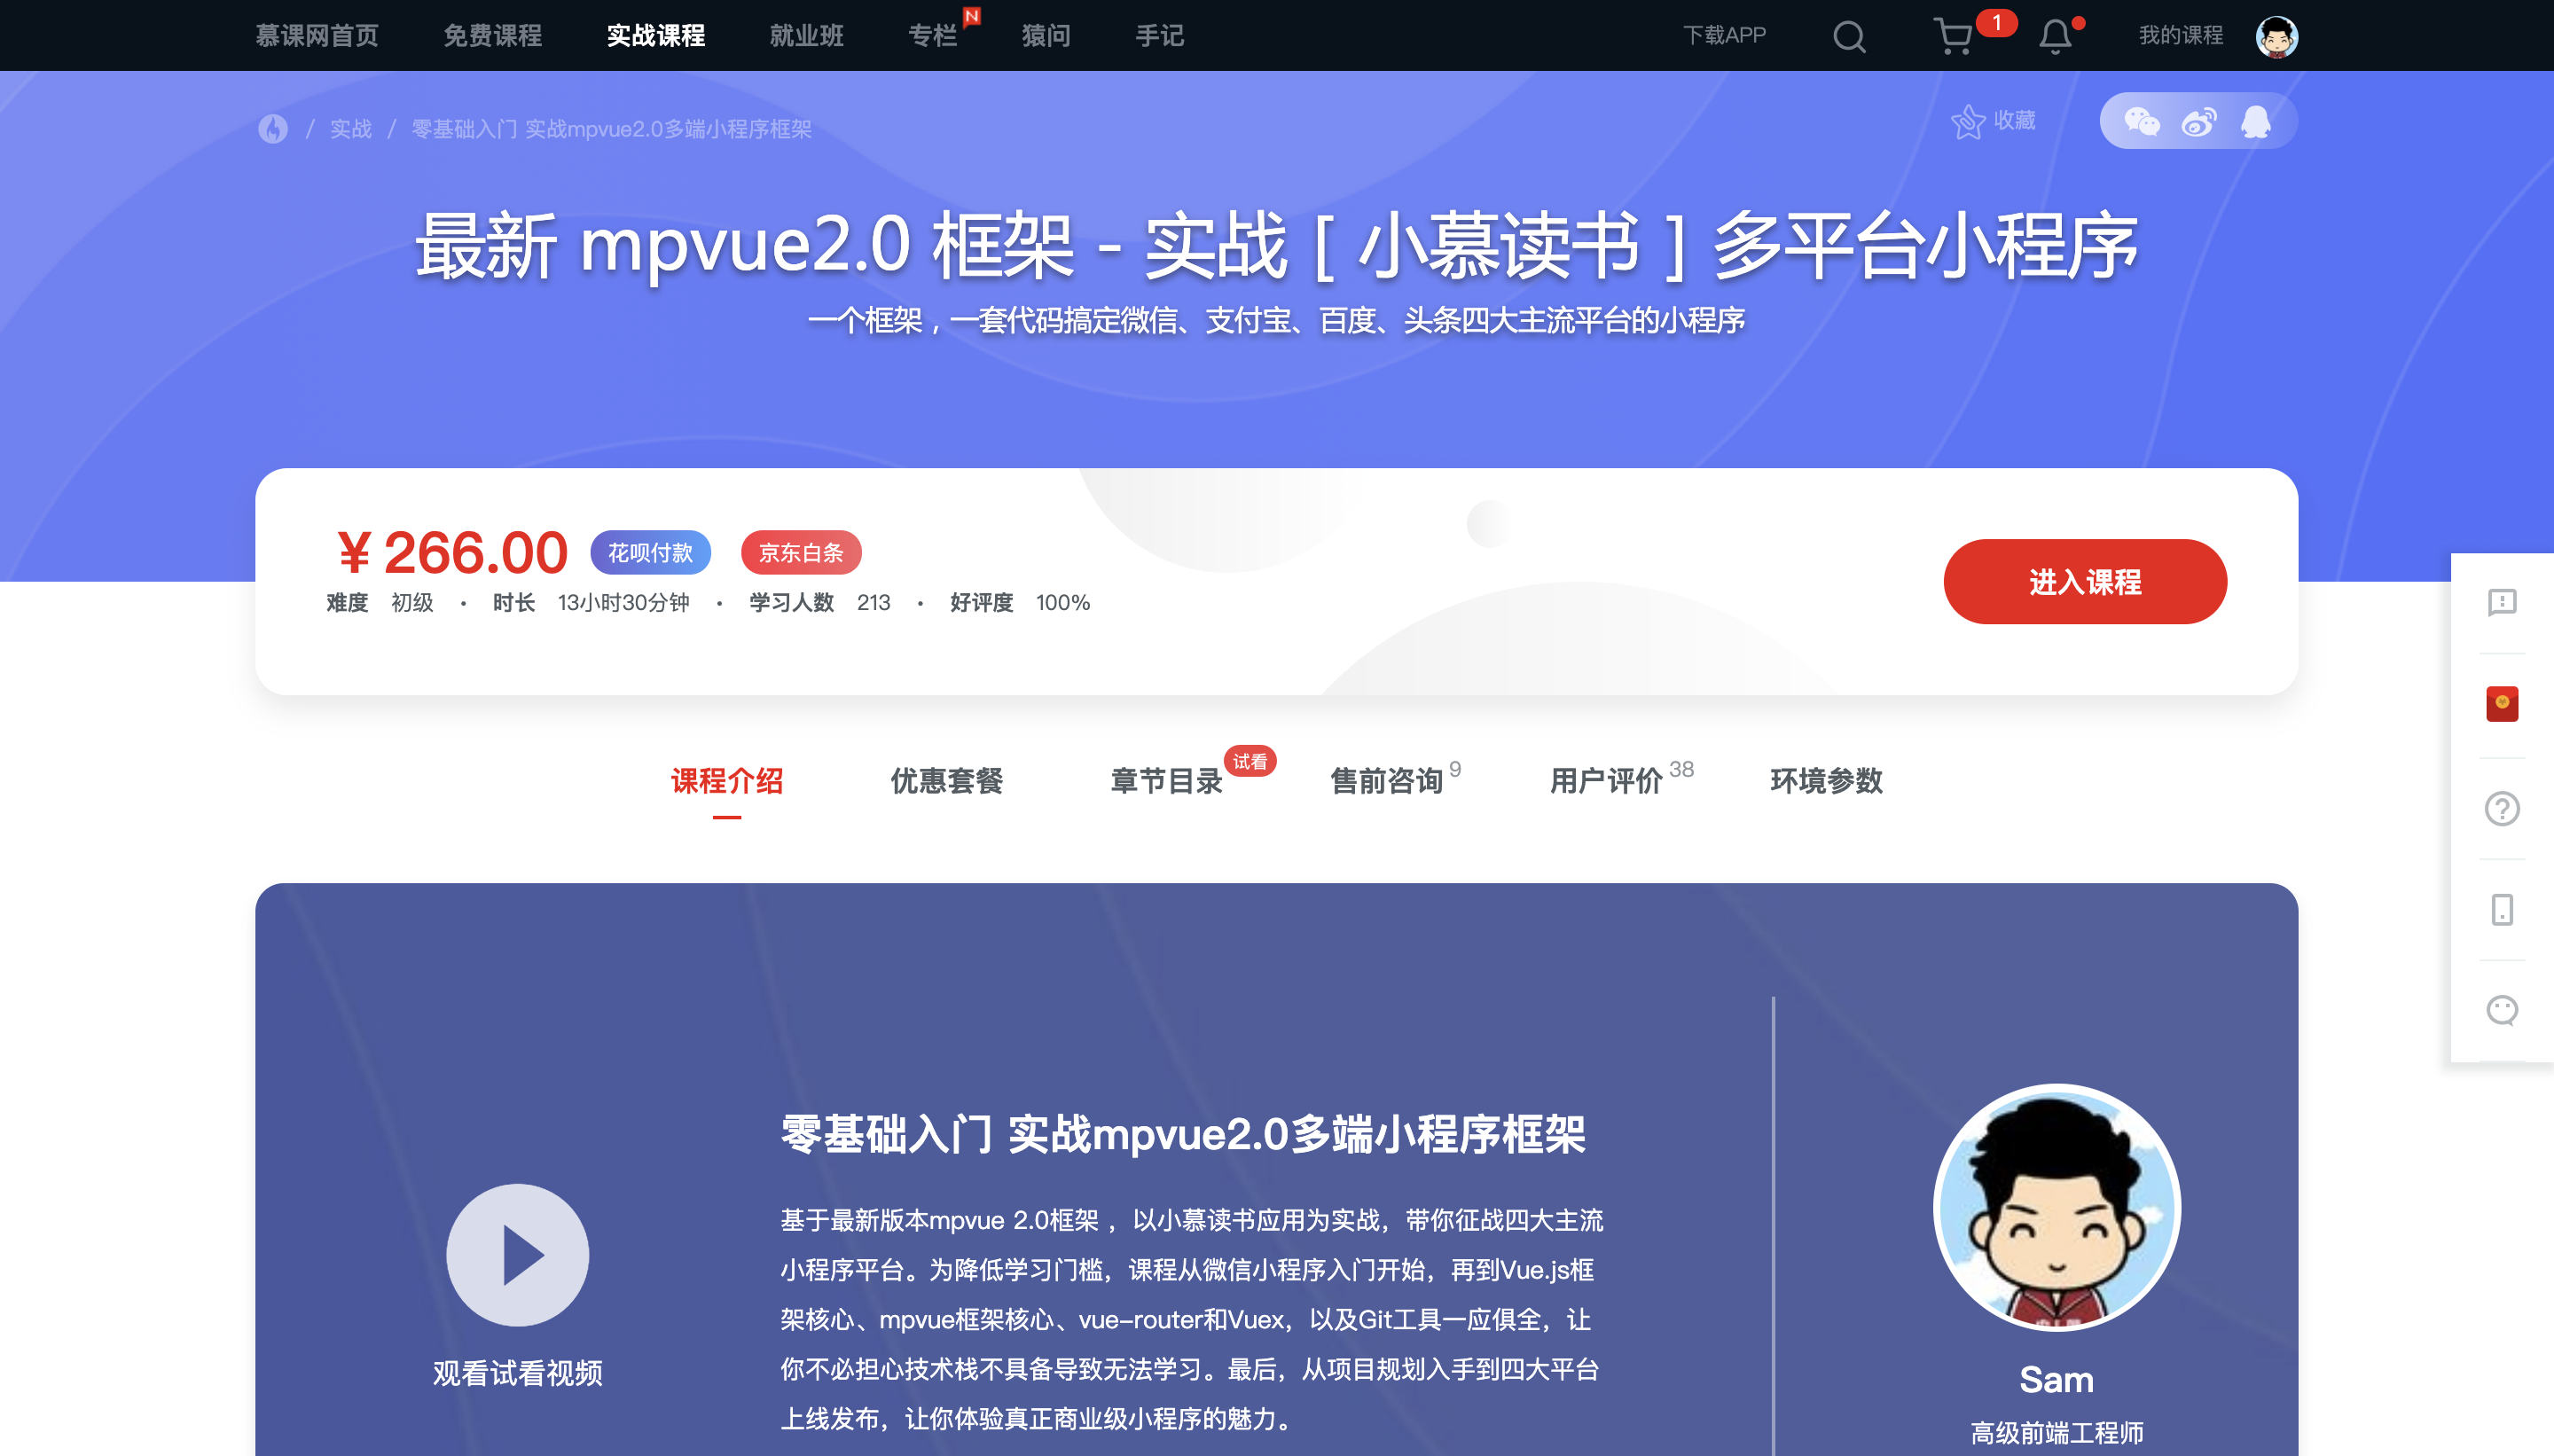 慕课网首页 免费课程 实战课程 就业班 专栏 N 猿问 手记 下载APP 1 我的课程
/ 实战 / 零基础入门 实战mpvue2.0多端小程序框架 收藏
最新 mpvue2.0 框架 - 实战 [ 小慕读书 ] 多平台小程序
一个框架，一套代码搞定微信、支付宝、百度、头条四大主流平台的小程序
¥ 266.00 花呗付款 京东白条
难度 初级 · 时长 13小时30分钟 · 学习人数 213 · 好评度 100%
进入课程
课程介绍 优惠套餐 章节目录 试看 售前咨询 9 用户评价 38 环境参数
零基础入门 实战mpvue2.0多端小程序框架
基于最新版本mpvue 2.0框架 ，以小慕读书应用为实战，带你征战四大主流
小程序平台。为降低学习门槛，课程从微信小程序入门开始，再到Vue.js框
架核心、mpvue框架核心、vue-router和Vuex，以及Git工具一应俱全，让
你不必担心技术栈不具备导致无法学习。最后，从项目规划入手到四大平台
上线发布，让你体验真正商业级小程序的魅力。
观看试看视频
Sam
高级前端工程师